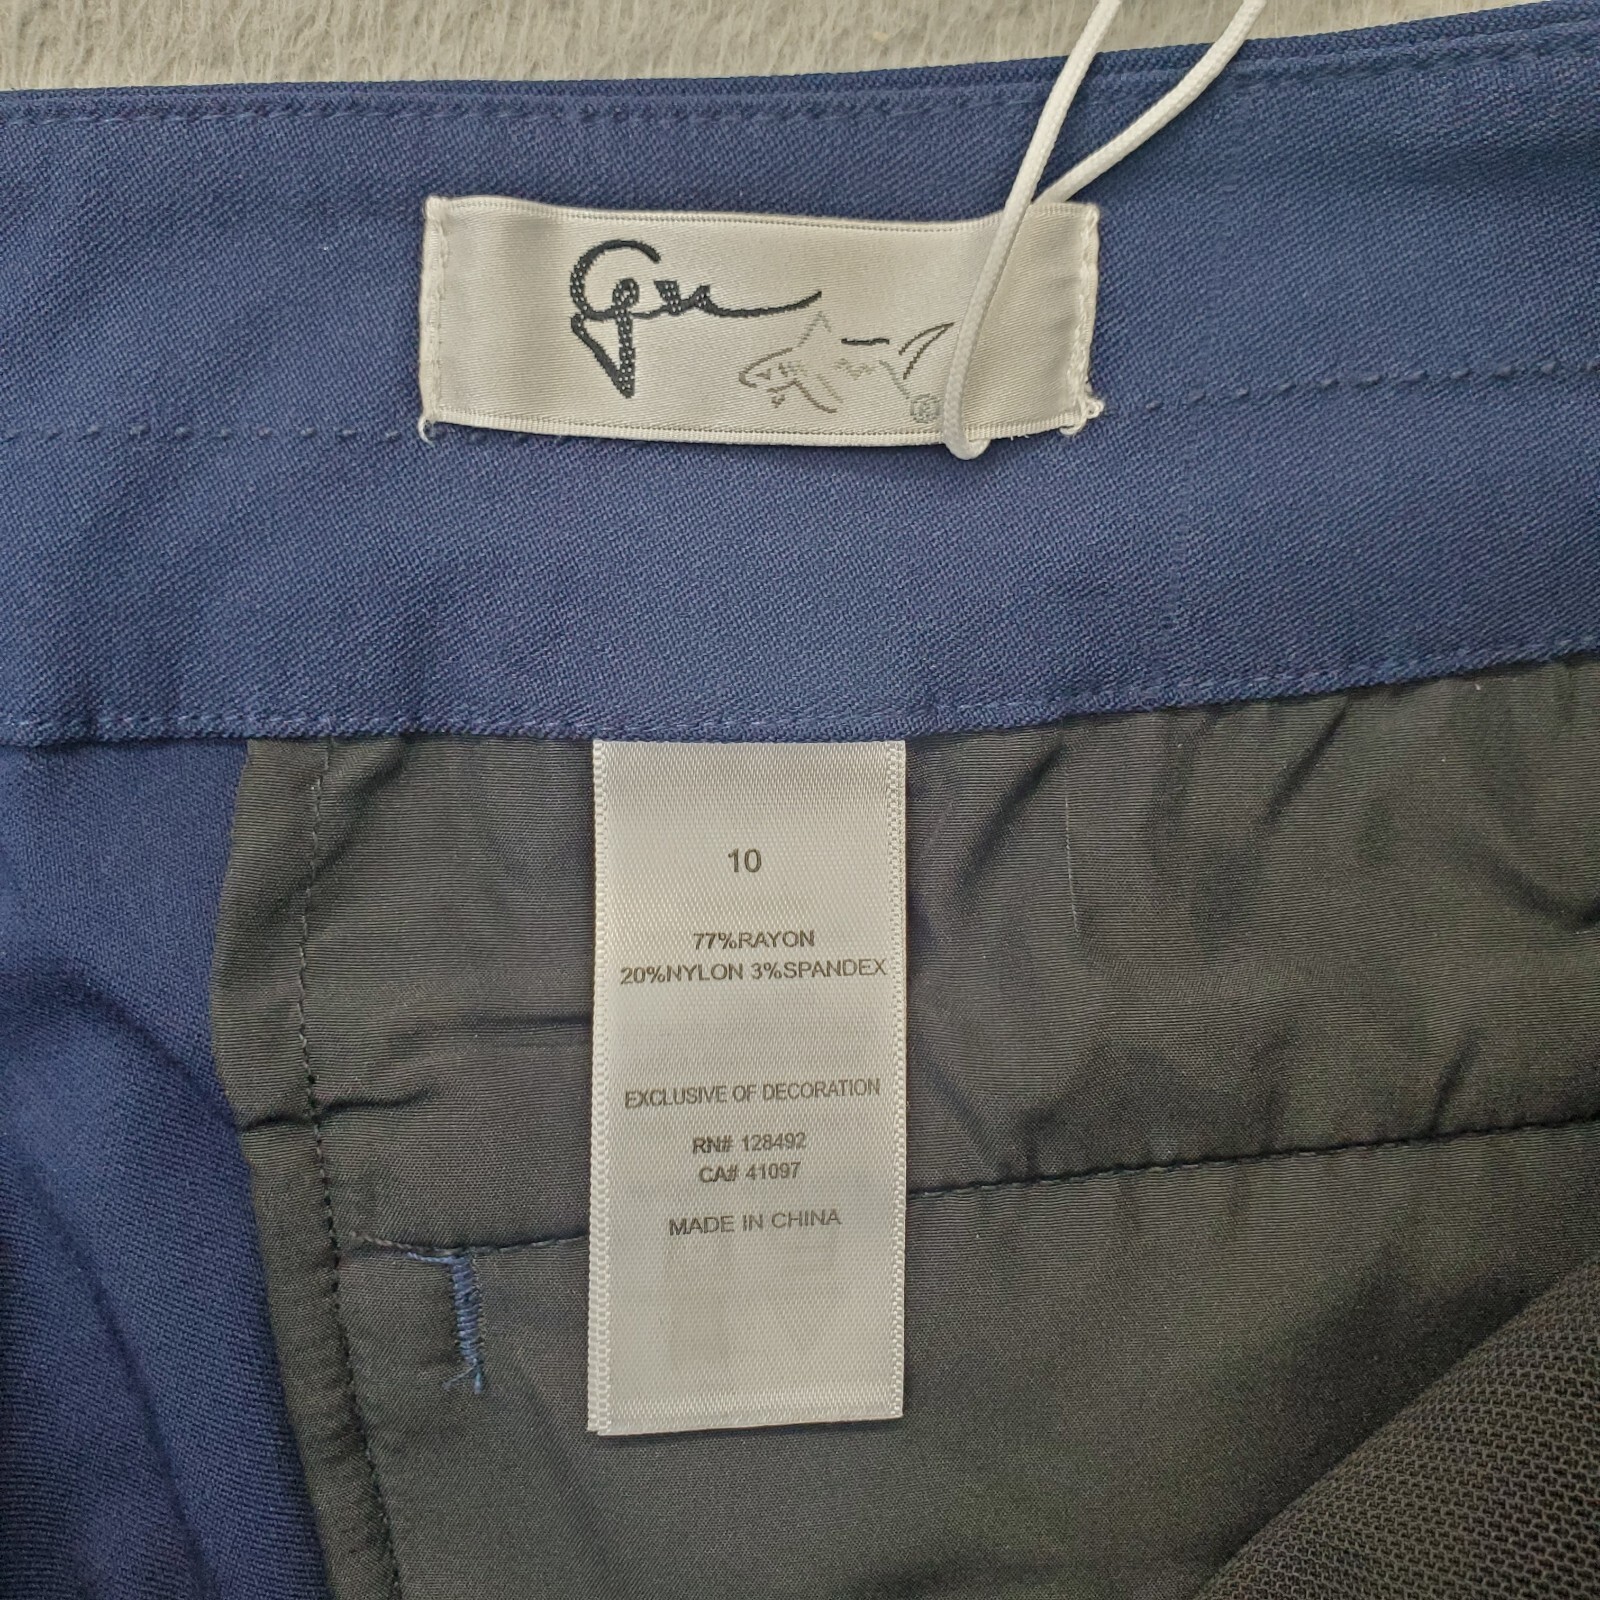 10
77%RAYON
20%NYLON 3%SPANDEX
EXCLUSIVE OF DECORATION
RN# 128492
CA# 41097
MADE IN CHINA